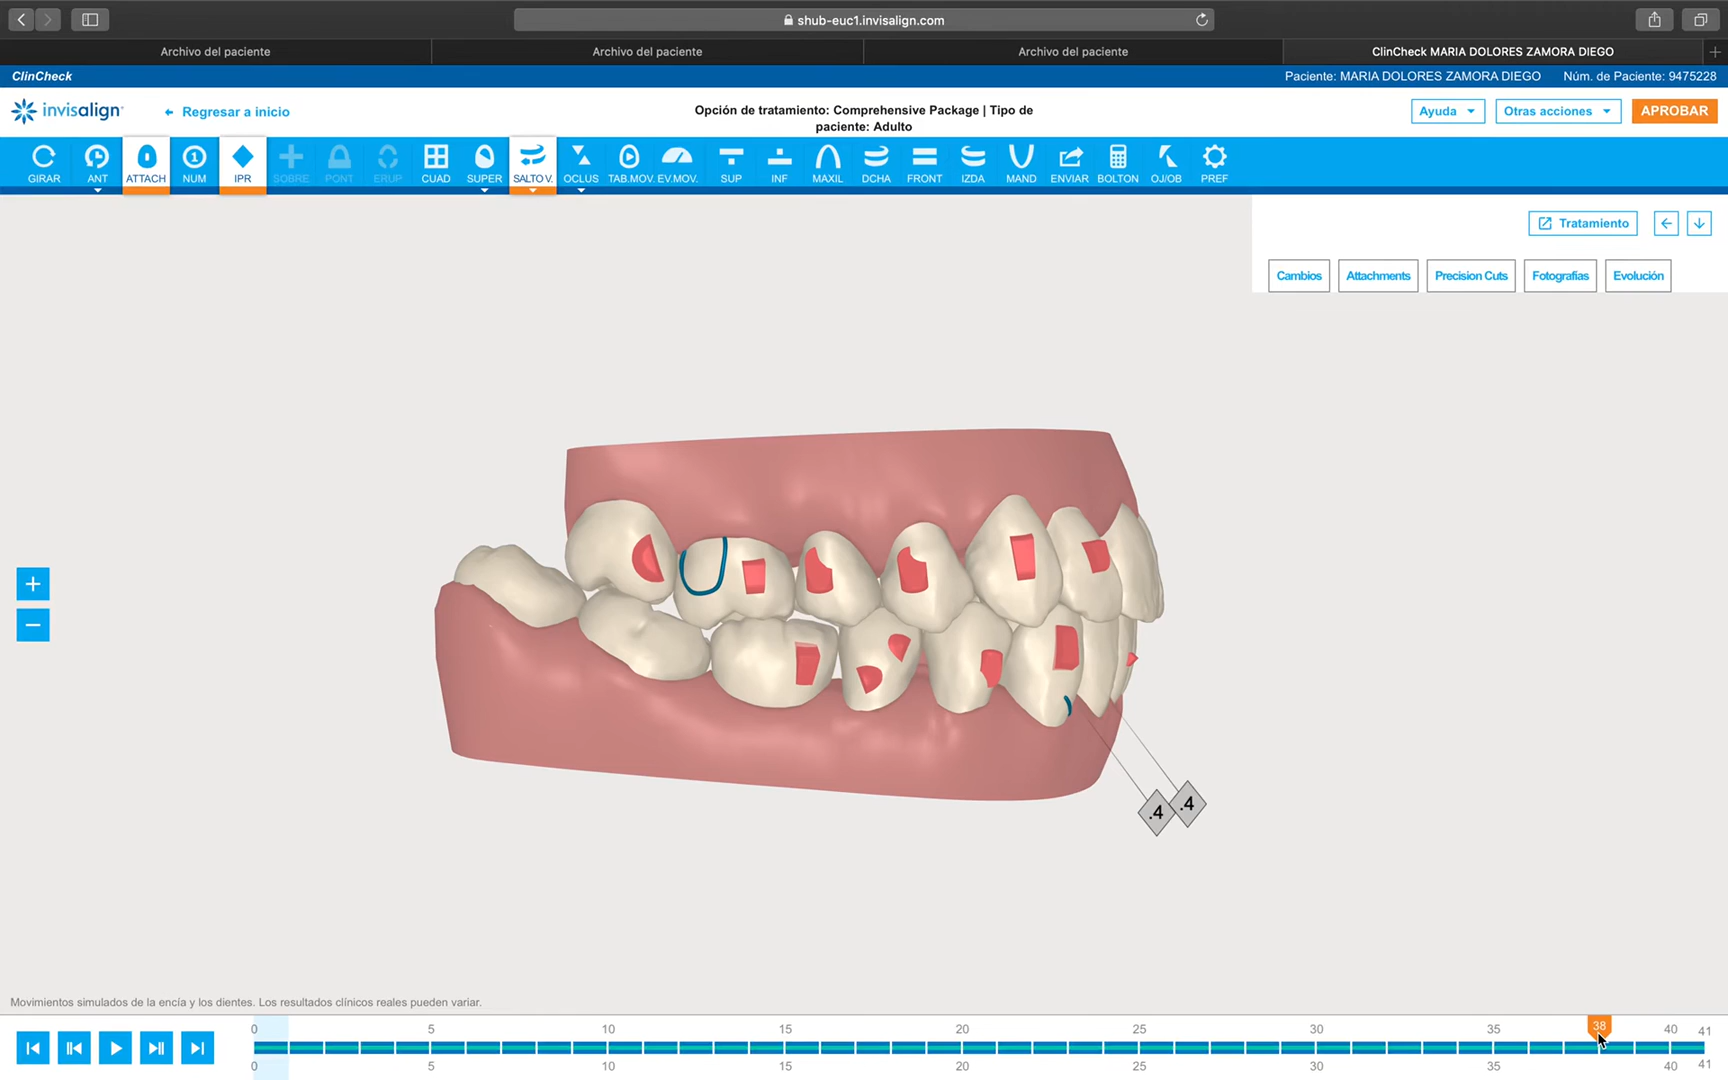 shub-euc1.invisalign.com
Archivo del paciente
Archivo del paciente
Archivo del paciente
ClinCheck MARIA DOLORES ZAMORA DIEGO
ClinCheck
Paciente: MARIA DOLORES ZAMORA DIEGO Núm. de Paciente: 9475228
invisalign
Regresar a inicio
Opción de tratamiento: Comprehensive Package | Tipo de
paciente: Adulto
Ayuda
Otras acciones
APROBAR
1
GIRAR ANT ATTACH NUM IPR SOBRE PONT ERUP CUAD SUPER SALTO V. OCLUS TAB.MOV. EV.MOV. SUP INF MAXIL DCHA FRONT IZDA MAND ENVIAR BOLTON OJ/OB PREF
Tratamiento
Cambios Attachments Precision Cuts Fotografías Evolución
.4 .4
Movimientos simulados de la encía y los dientes. Los resultados clínicos reales pueden variar.
0 5 10 15 20 25 30 35 38 40 41
0 5 10 15 20 25 30 35 40 41